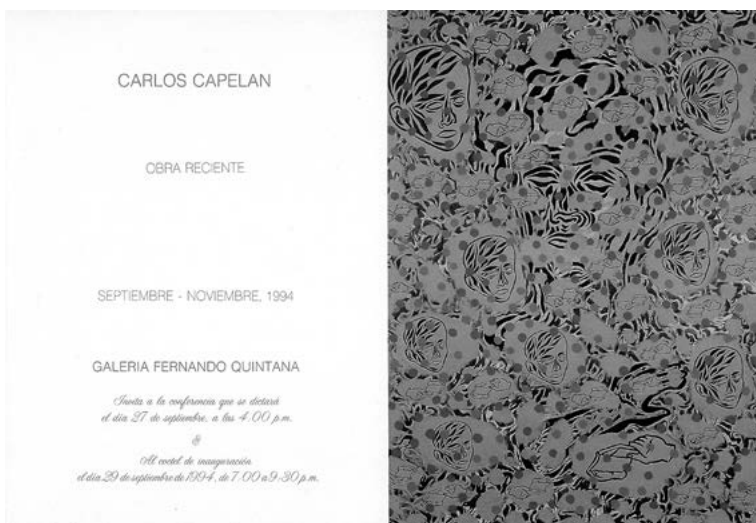 CARLOS CAPELAN
OBRA RECIENTE
SEPTIEMBRE - NOVIEMBRE, 1994
GALERIA FERNANDO QUINTANA
Invita a la conferencia que se dictará
el día 27 de septiembre, a las 4:00 p.m.
&
Al coctel de inauguración
el día 29 de septiembre de 1994, de 7:00 a 9:30 p.m.